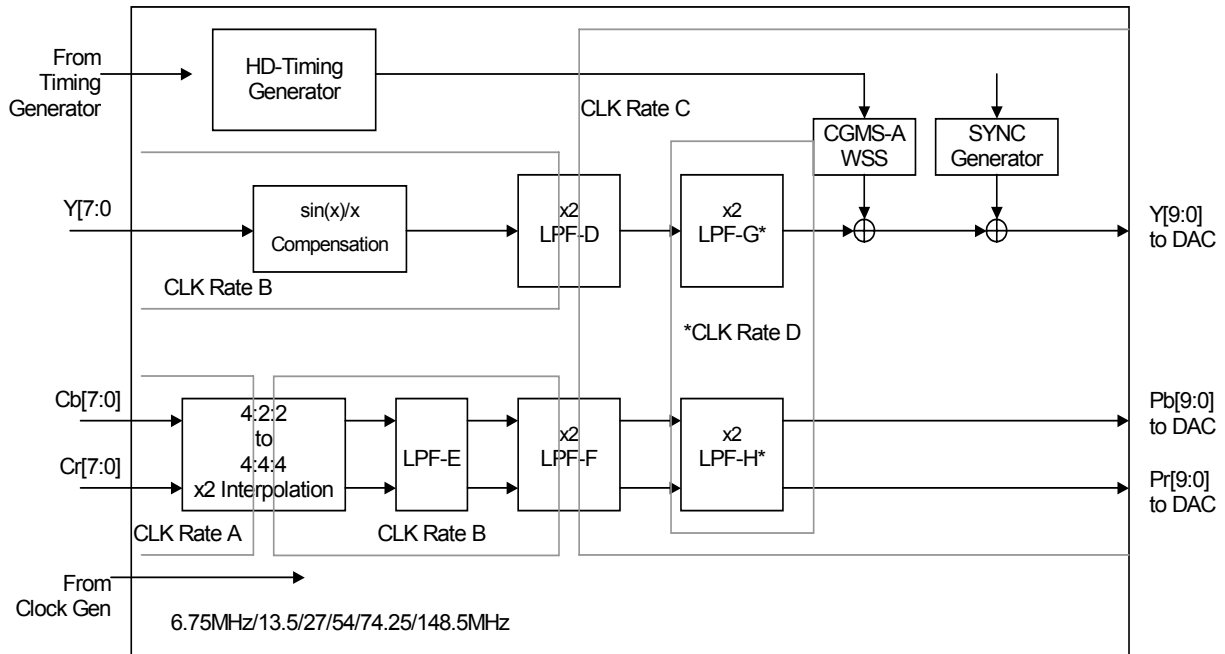 From
Timing
Generator
HD-Timing
Generator
CLK Rate C
CGMS-A
WSS
SYNC
Generator
Y[7:0
sin(x)/x
Compensation
x2
LPF-D
x2
LPF-G*
Y[9:0]
to DAC
CLK Rate B
*CLK Rate D
Cb[7:0]
Cr[7:0]
4:2:2
to
4:4:4
x2 Interpolation
LPF-E
x2
LPF-F
x2
LPF-H*
Pb[9:0]
to DAC
Pr[9:0]
to DAC
CLK Rate A
CLK Rate B
From
Clock Gen
6.75MHz/13.5/27/54/74.25/148.5MHz